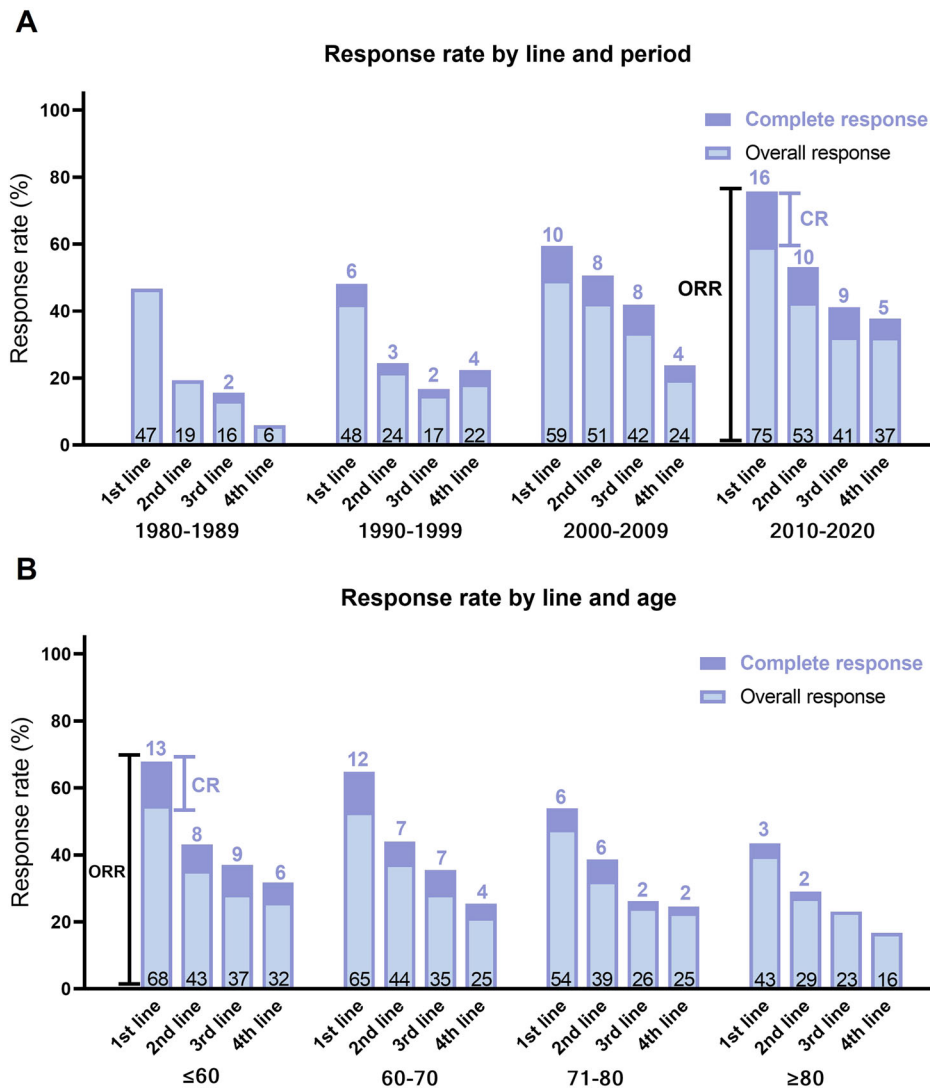 A
Response rate by line and period
Response rate (%)
100
80
60
40
20
0
Complete response
Overall response
ORR
CR
6
10
16
3
8
10
2
2
8
9
4
4
5
47 19 16 6
48 24 17 22
59 51 42 24
75 53 41 37
1st line 2nd line 3rd line 4th line
1st line 2nd line 3rd line 4th line
1st line 2nd line 3rd line 4th line
1st line 2nd line 3rd line 4th line
1980-1989 1990-1999 2000-2009 2010-2020
B
Response rate by line and age
Response rate (%)
100
80
60
40
20
0
Complete response
Overall response
ORR
CR
13 8 9 6
12 7 7 4
6 6 2 2
3 2
68 43 37 32
65 44 35 25
54 39 26 25
43 29 23 16
1st line 2nd line 3rd line 4th line
1st line 2nd line 3rd line 4th line
1st line 2nd line 3rd line 4th line
1st line 2nd line 3rd line 4th line
≤60 60-70 71-80 ≥80